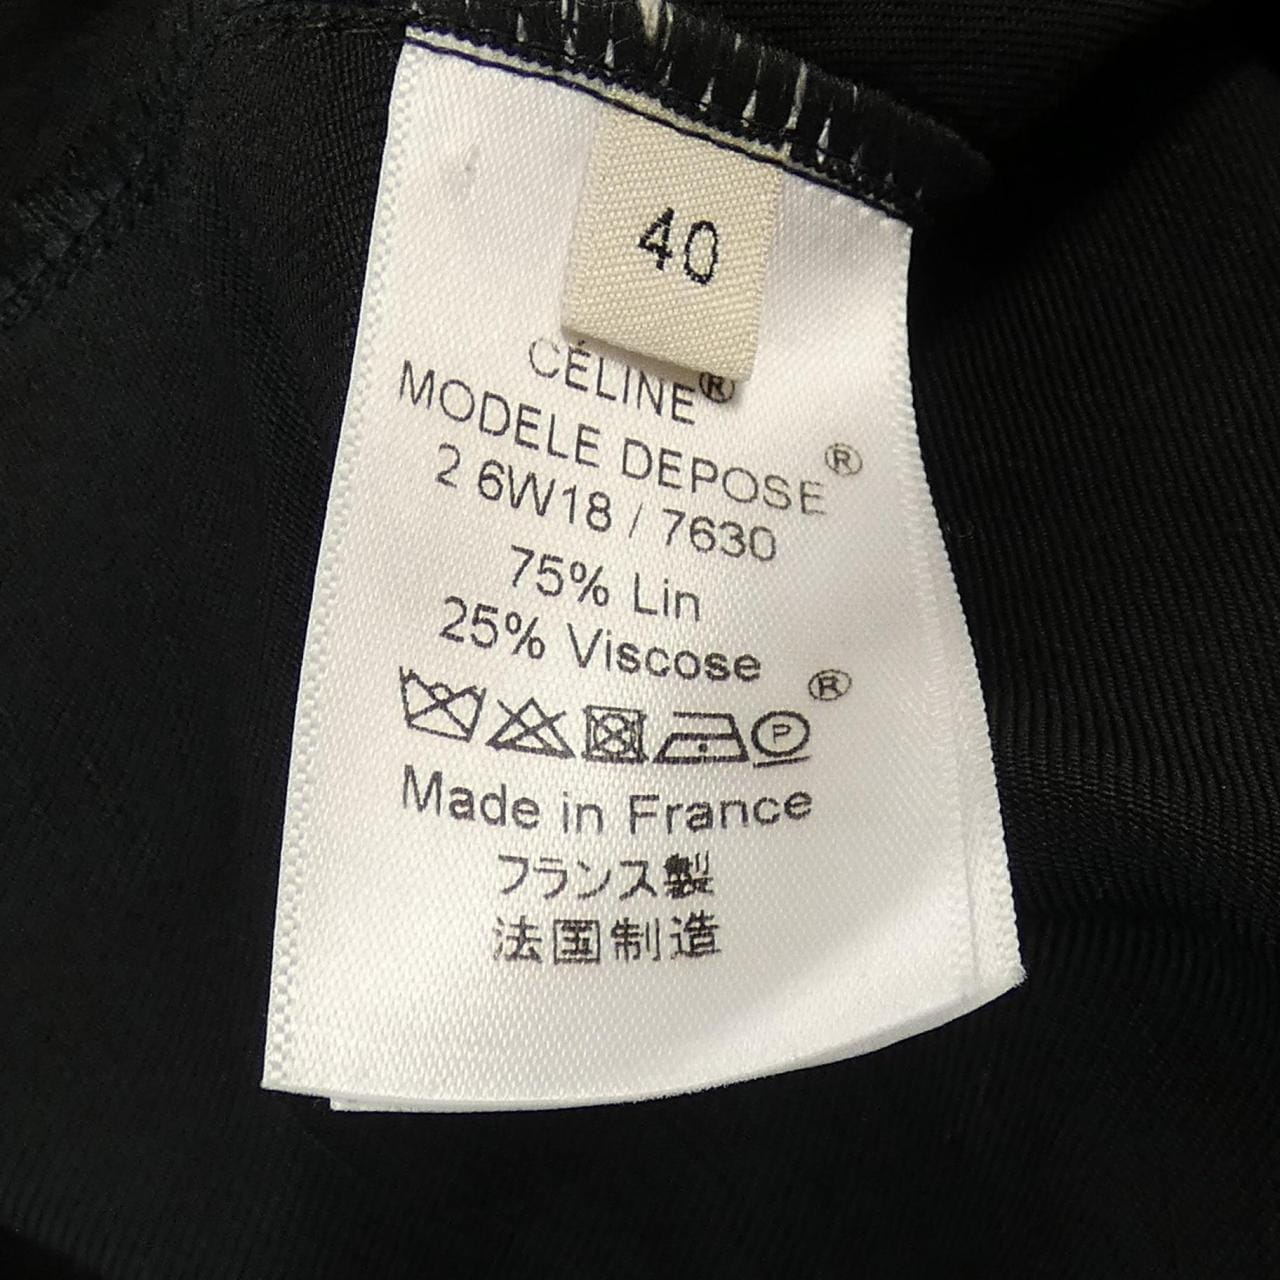 40
CÉLINE®
MODELE DEPOSE®
2 6W18 / 7630
75% Lin
25% Viscose
®
P
Made in France
フランス製
法国制造